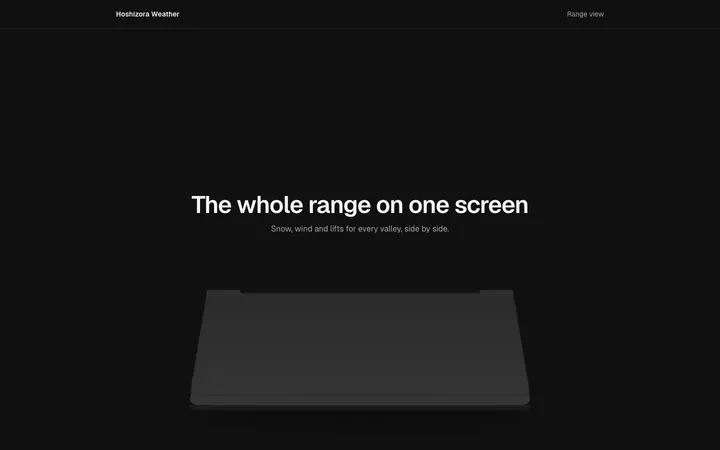 Hoshizora Weather
Range view
The whole range on one screen
Snow, wind and lifts for every valley, side by side.